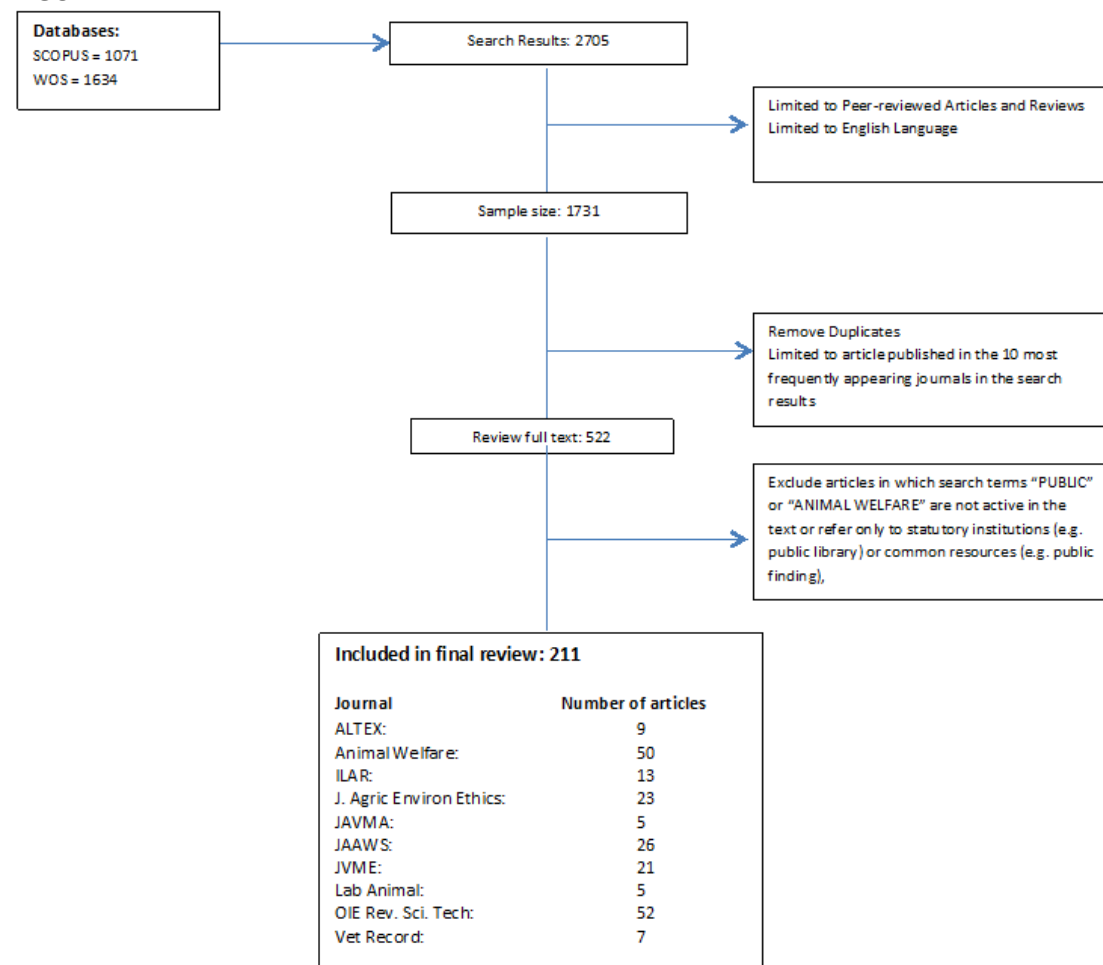 Databases:
SCOPUS = 1071
WOS = 1634
Search Results: 2705
Limited to Peer-reviewed Articles and Reviews
Limited to English Language
Sample size: 1731
Remove Duplicates
Limited to article published in the 10 most
frequently appearing journals in the search
results
Review full text: 522
Exclude articles in which search terms “PUBLIC”
or “ANIMAL WELFARE” are not active in the
text or refer only to statutory institutions (e.g.
public library) or common resources (e.g. public
finding),
Included in final review: 211
Journal Number of articles
ALTEX: 9
Animal Welfare: 50
ILAR: 13
J. Agric Environ Ethics: 23
JAVMA: 5
JAAWS: 26
JVME: 21
Lab Animal: 5
OIE Rev. Sci. Tech: 52
Vet Record: 7